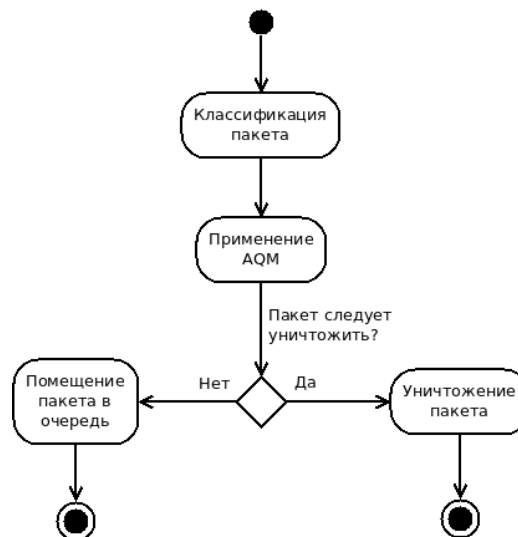 Классификация
пакета
Применение
AQM
Пакет следует
уничтожить?
Нет
Да
Помещение
пакета в
очередь
Уничтожение
пакета